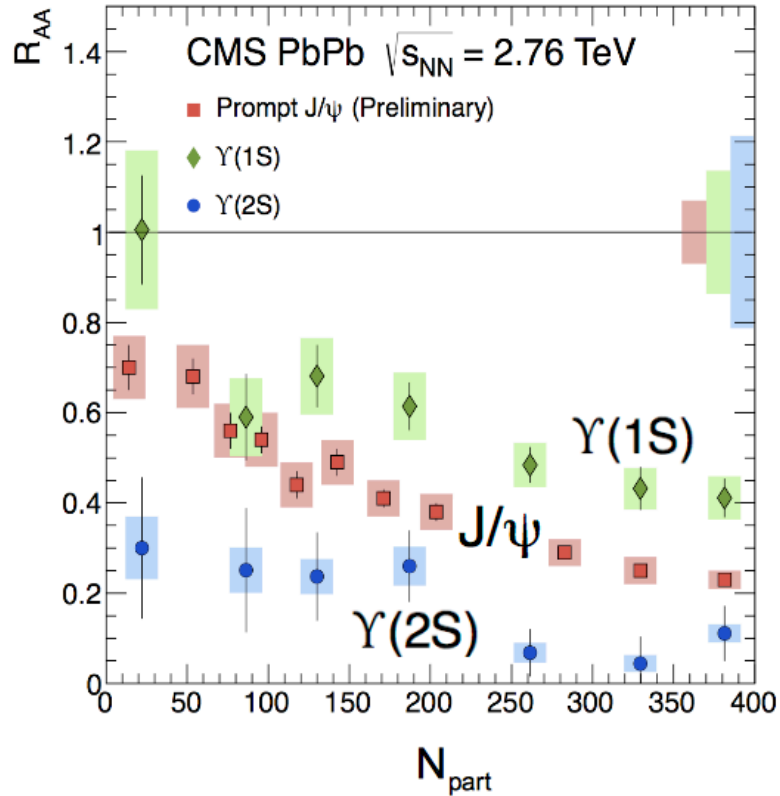 R_AA
CMS PbPb √s_NN = 2.76 TeV
Prompt J/ψ (Preliminary)
ϒ(1S)
ϒ(2S)
1.4
1.2
1
0.8
0.6
0.4
0.2
0
ϒ(1S)
J/ψ
ϒ(2S)
0 50 100 150 200 250 300 350 400
N_part